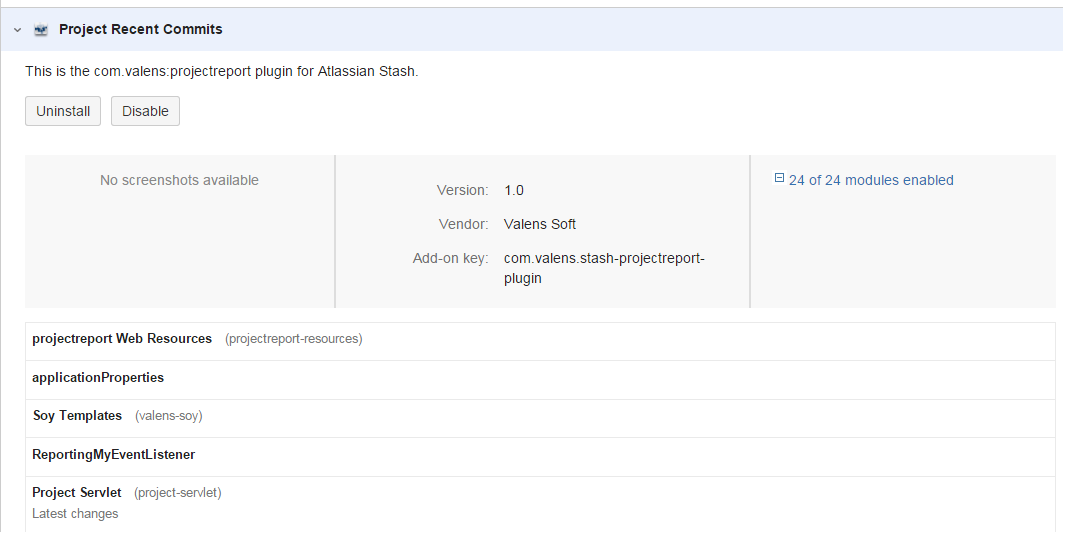 Project Recent Commits
This is the com.valens:projectreport plugin for Atlassian Stash.
Uninstall Disable
No screenshots available
Version: 1.0
Vendor: Valens Soft
Add-on key: com.valens.stash-projectreport-
plugin
24 of 24 modules enabled
projectreport Web Resources (projectreport-resources)
applicationProperties
Soy Templates (valens-soy)
ReportingMyEventListener
Project Servlet (project-servlet)
Latest changes